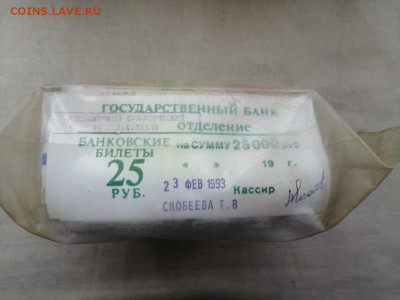 COINS.LAVE.RU
ГОСУДАРСТВЕННЫЙ БАНК
отделение
БАНКОВСКИЕ
БИЛЕТЫ
на СУММУ 25 000
25
РУБ.
« » 19 г.
23 ФЕВ 1993
Кассир
СКОБЕЕВА Т.В